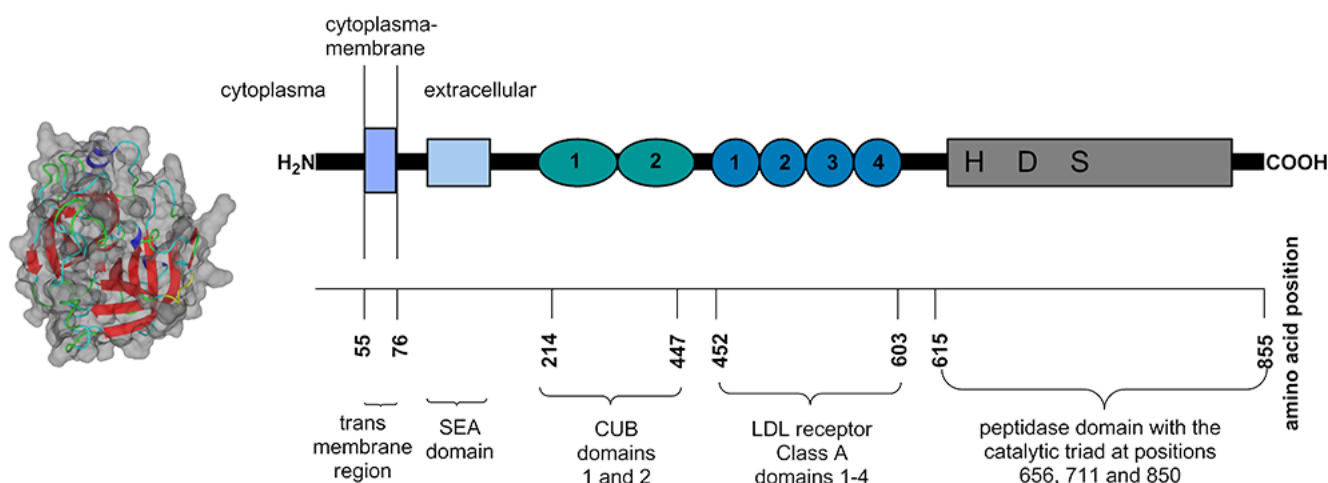 cytoplasma-
membrane
cytoplasma
extracellular
H₂N
1
2
1
2
3
4
H D S
COOH
55
76
214
447
452
603
615
855
amino acid position
trans
membrane
region
SEA
domain
CUB
domains
1 and 2
LDL receptor
Class A
domains 1-4
peptidase domain with the
catalytic triad at positions
656, 711 and 850